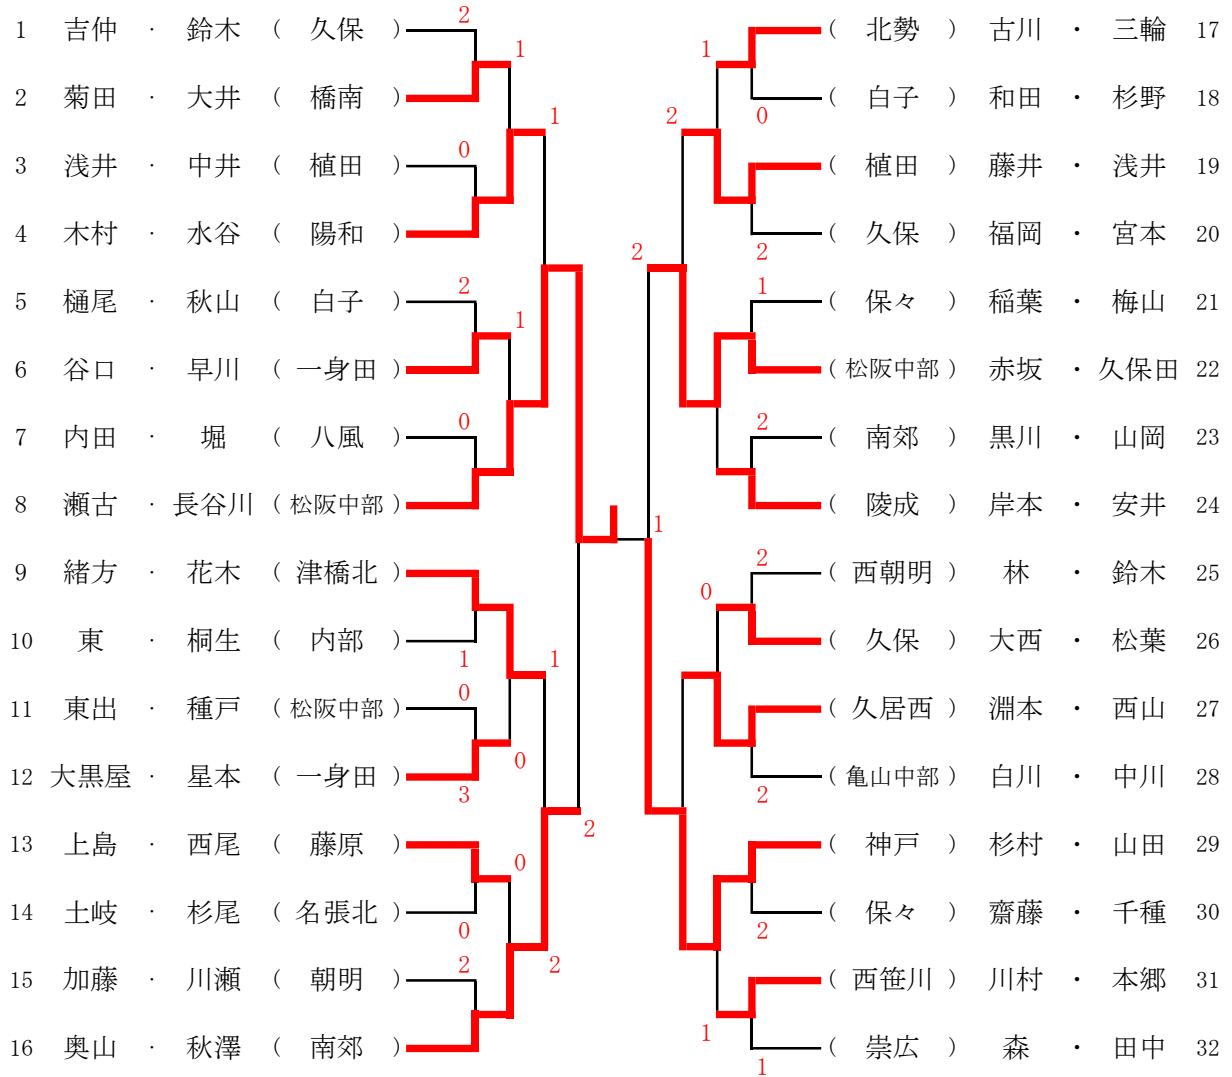 1 吉仲 ・ 鈴木 ( 久保 ) 2
1
2 菊田 ・ 大井 ( 橋南 )
1
3 浅井 ・ 中井 ( 植田 ) 0
4 木村 ・ 水谷 ( 陽和 )
5 樋尾 ・ 秋山 ( 白子 ) 2
1
6 谷口 ・ 早川 ( 一身田 )
7 内田 ・ 堀 ( 八風 ) 0
8 瀬古 ・ 長谷川 ( 松阪中部 )
9 緒方 ・ 花木 ( 津橋北 )
10 東 ・ 桐生 ( 内部 ) 1
1
11 東出 ・ 種戸 ( 松阪中部 ) 0
0
12 大黒屋 ・ 星本 ( 一身田 ) 3
2
13 上島 ・ 西尾 ( 藤原 )
0
14 土岐 ・ 杉尾 ( 名張北 ) 0
2
15 加藤 ・ 川瀬 ( 朝明 ) 2
16 奥山 ・ 秋澤 ( 南郊 )
( 北勢 ) 古川 ・ 三輪 17
1
( 白子 ) 和田 ・ 杉野 18
0
2
( 植田 ) 藤井 ・ 浅井 19
( 久保 ) 福岡 ・ 宮本 20
2
2
1
( 保々 ) 稲葉 ・ 梅山 21
( 松阪中部 ) 赤坂 ・ 久保田 22
2
( 南郊 ) 黒川 ・ 山岡 23
( 陵成 ) 岸本 ・ 安井 24
1
2
( 西朝明 ) 林 ・ 鈴木 25
0
( 久保 ) 大西 ・ 松葉 26
( 久居西 ) 淵本 ・ 西山 27
( 亀山中部 ) 白川 ・ 中川 28
2
( 神戸 ) 杉村 ・ 山田 29
( 保々 ) 齋藤 ・ 千種 30
2
( 西笹川 ) 川村 ・ 本郷 31
1
( 崇広 ) 森 ・ 田中 32
1